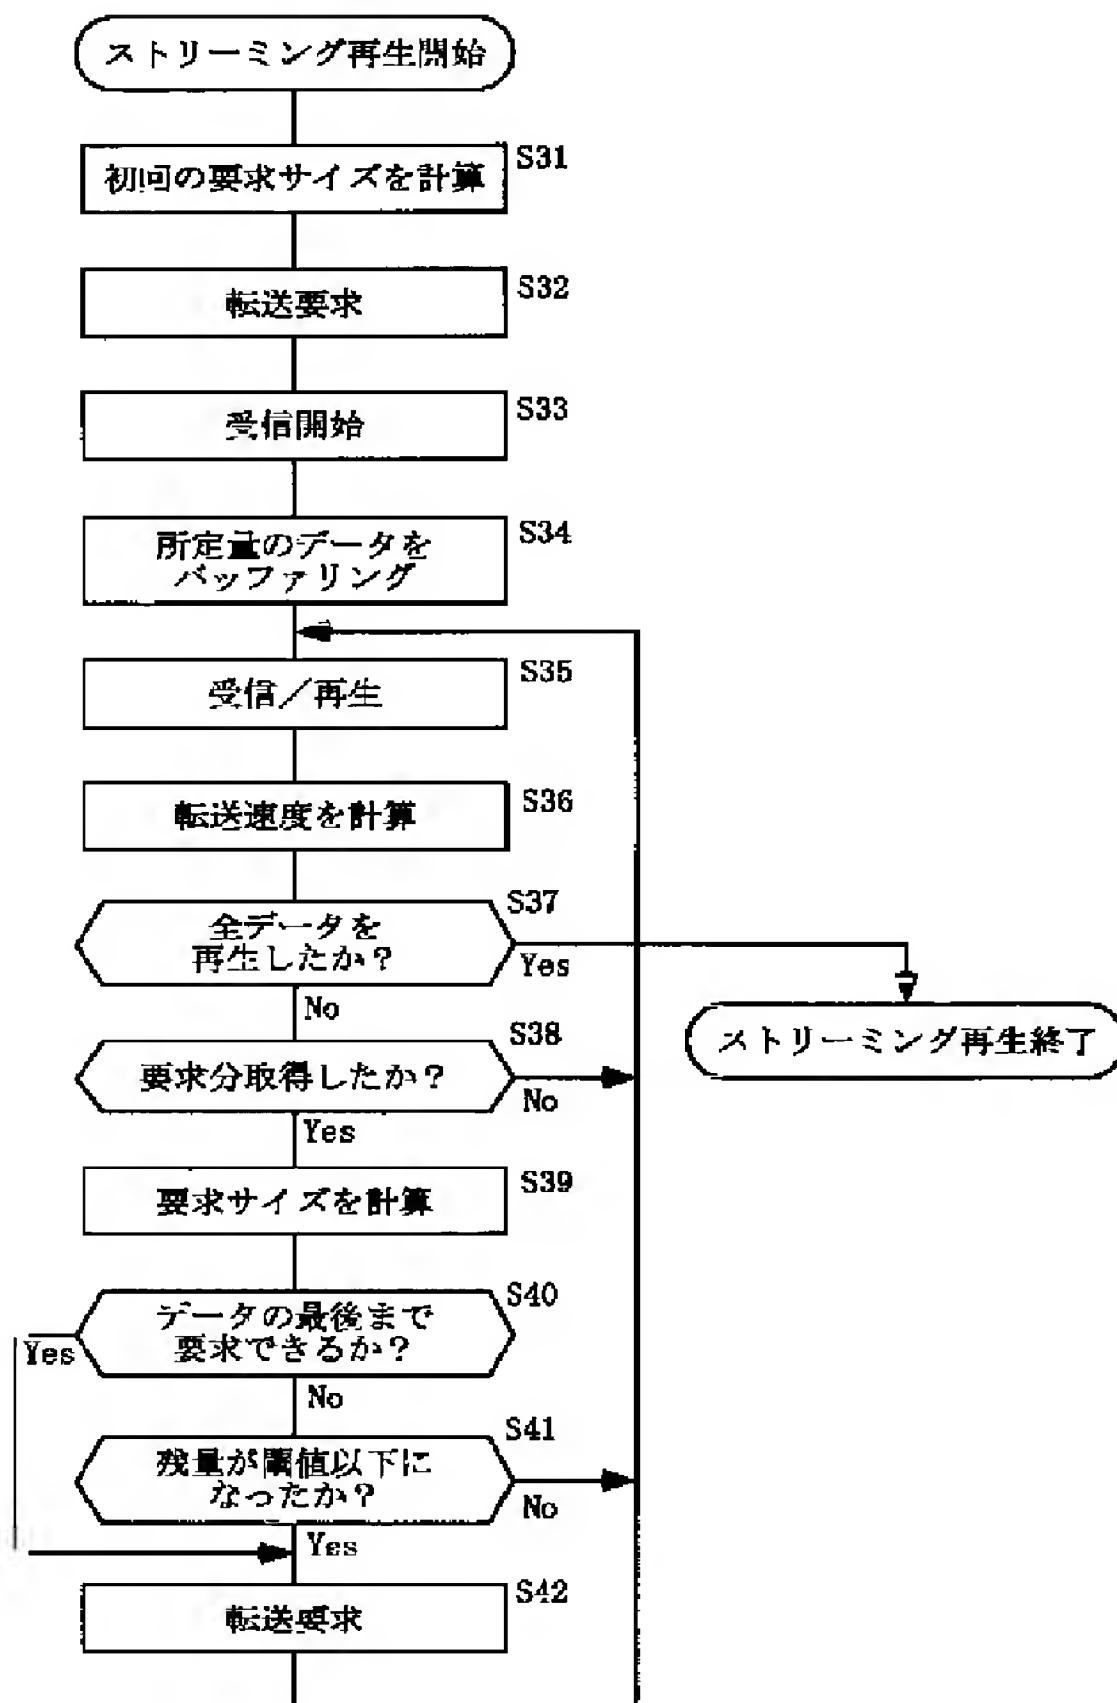 ストリーミング再生開始
初回の要求サイズを計算
S31
転送要求
S32
受信開始
S33
所定量のデータを
バッファリング
S34
受信/再生
S35
転送速度を計算
S36
全データを
再生したか?
S37
Yes
No
ストリーミング再生終了
要求分取得したか?
S38
No
Yes
要求サイズを計算
S39
データの最後まで
要求できるか?
S40
Yes
No
残量が閾値以下に
なったか?
S41
No
Yes
転送要求
S42